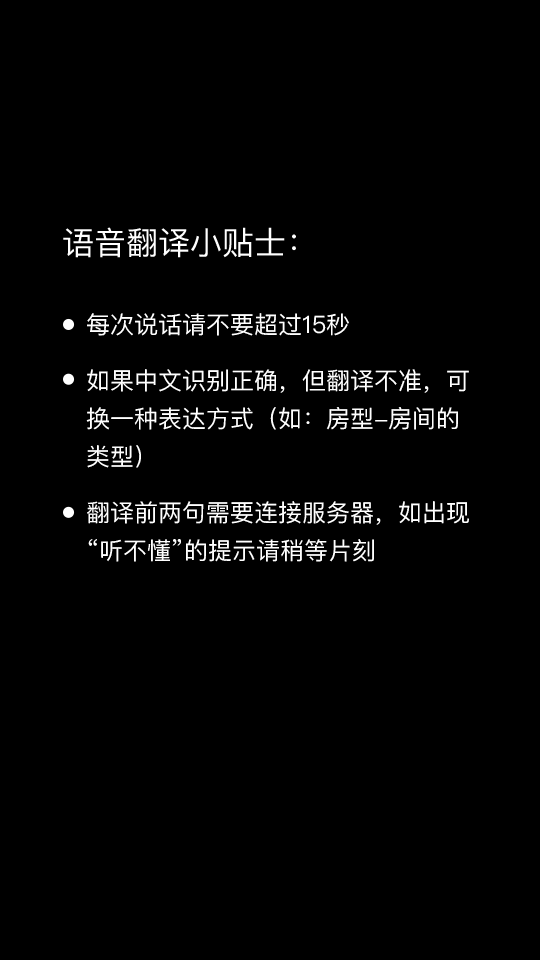 语音翻译小贴士：
• 每次说话请不要超过15秒
• 如果中文识别正确，但翻译不准，可
换一种表达方式（如：房型–房间的
类型）
• 翻译前两句需要连接服务器，如出现
“听不懂”的提示请稍等片刻